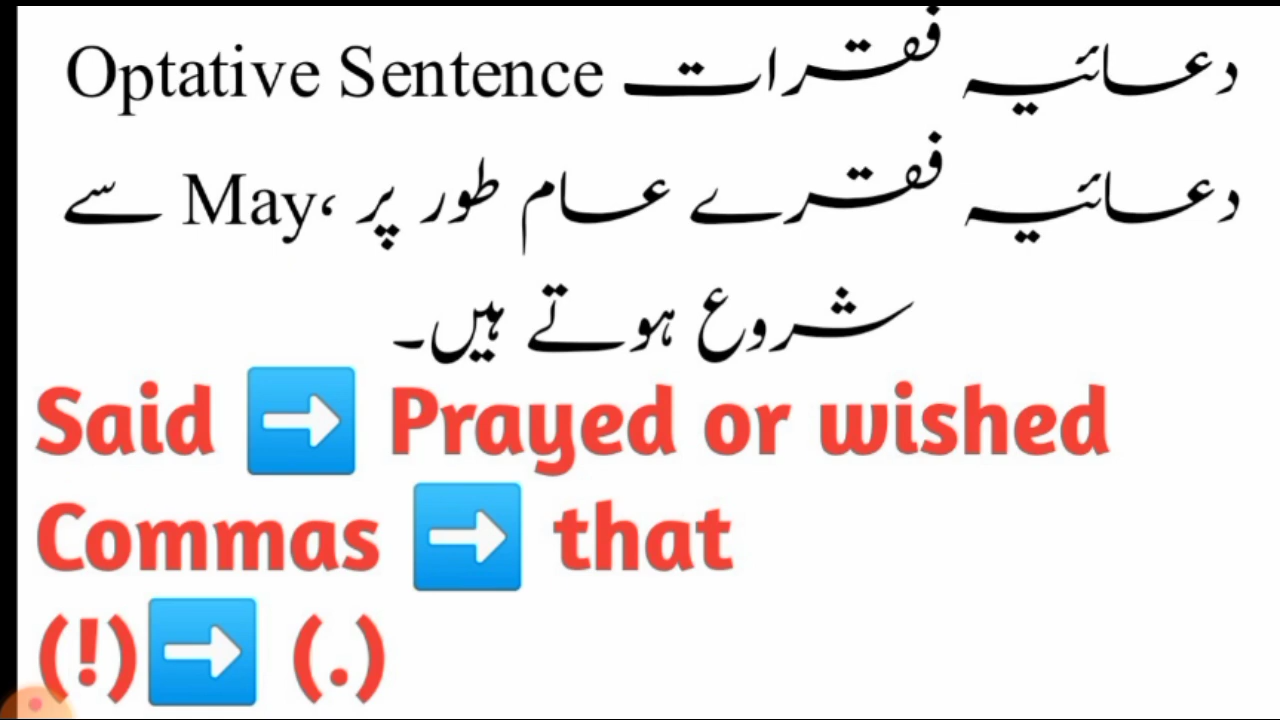 دعائیہ فقرات Optative Sentence
دعائیہ فقرے عام طور پر ،May سے
شروع ہوتے ہیں۔
Said ➡️ Prayed or wished
Commas ➡️ that
(!)➡️ (.)